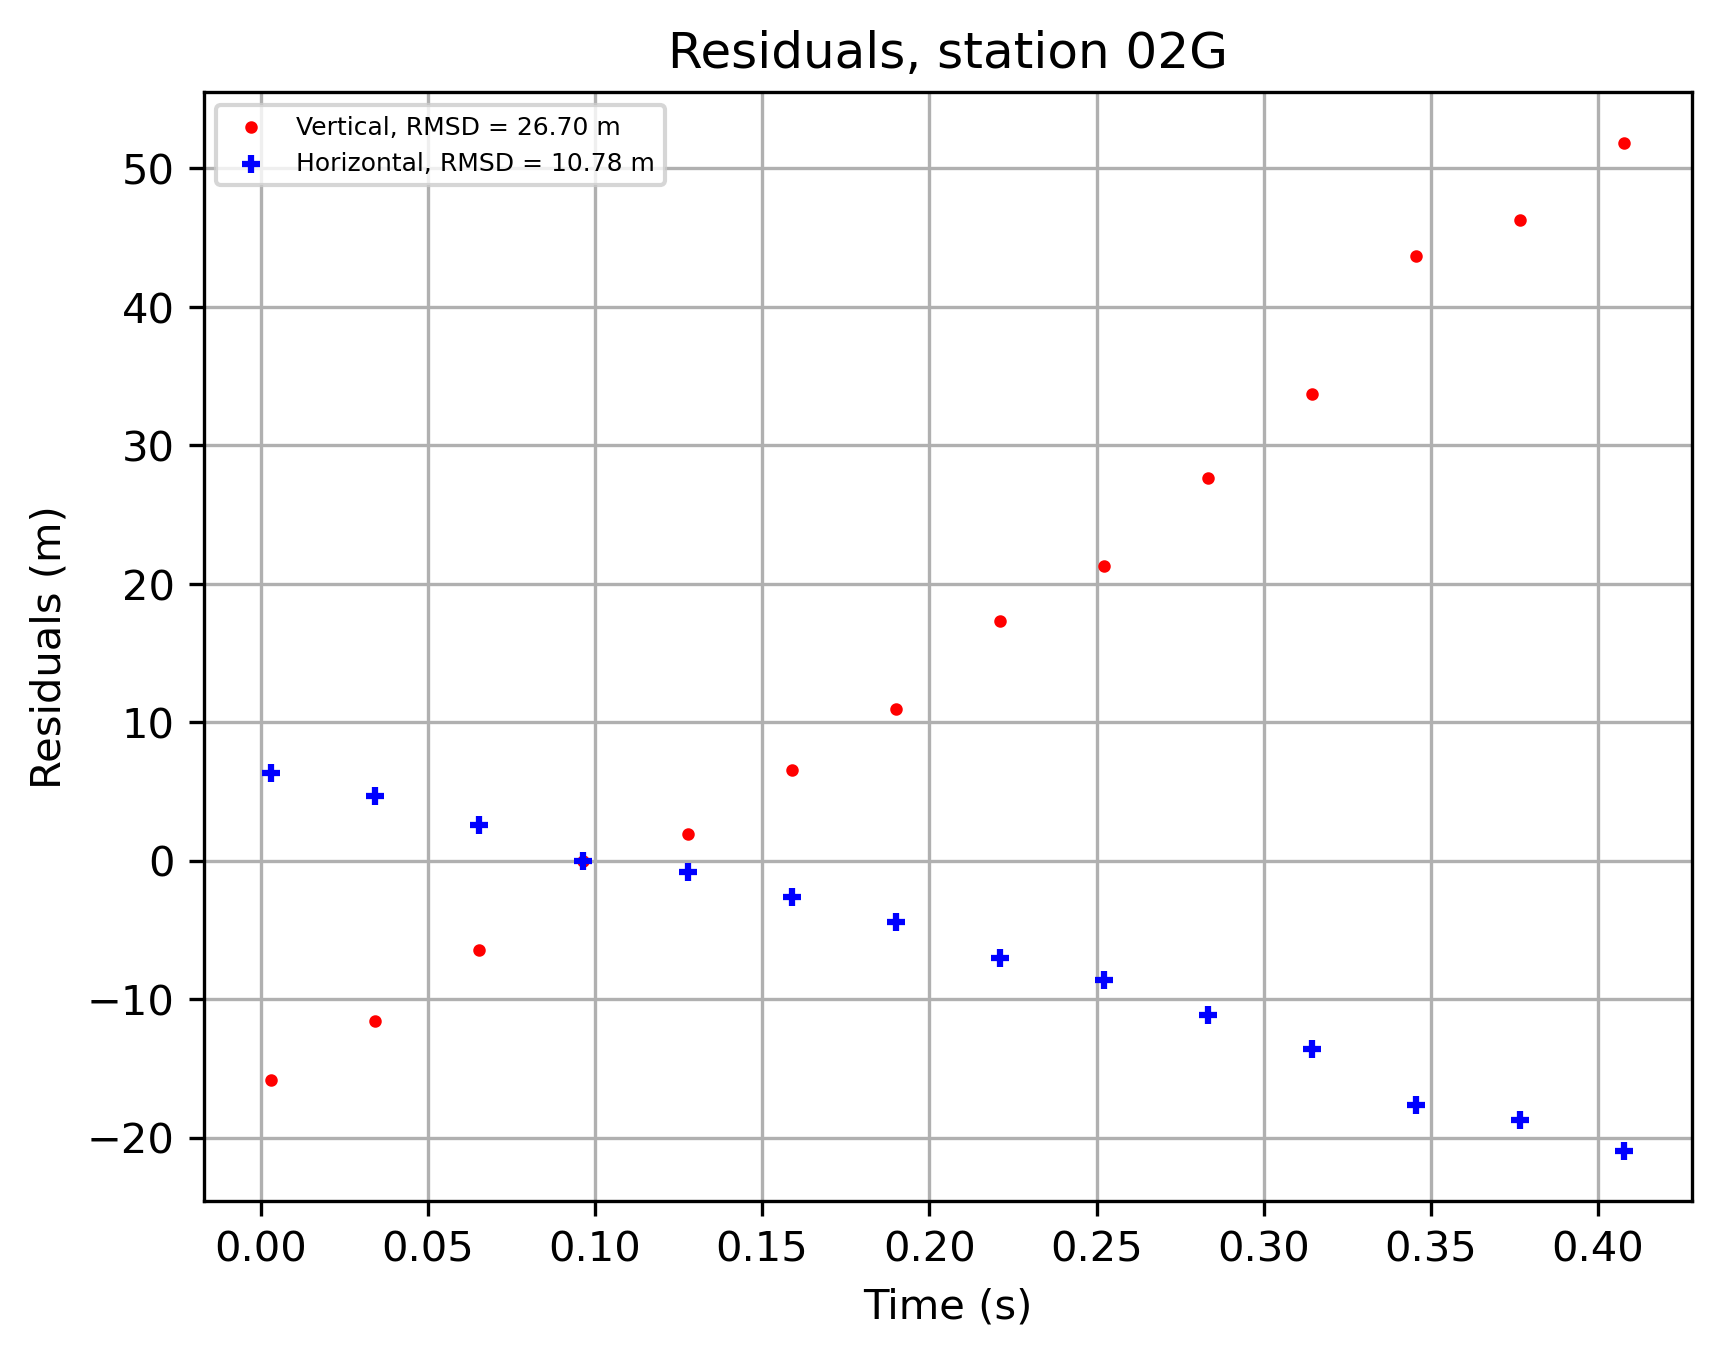 Residuals, station 02G
Vertical, RMSD = 26.70 m
Horizontal, RMSD = 10.78 m
Residuals (m)
50
40
30
20
10
0
−10
−20
0.00 0.05 0.10 0.15 0.20 0.25 0.30 0.35 0.40
Time (s)